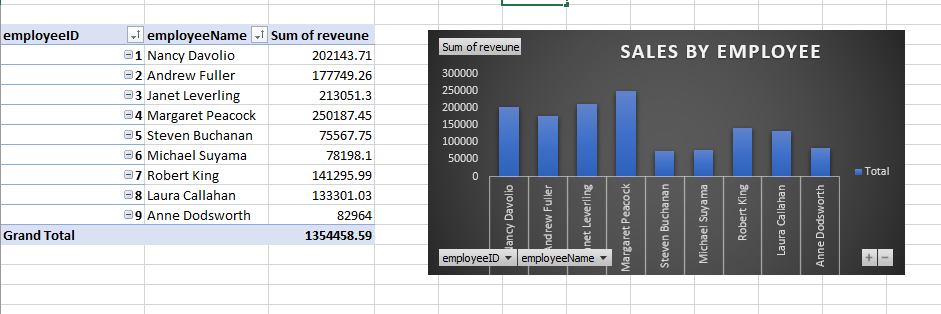 employeeID employeeName Sum of reveune
1 Nancy Davolio 202143.71
2 Andrew Fuller 177749.26
3 Janet Leverling 213051.3
4 Margaret Peacock 250187.45
5 Steven Buchanan 75567.75
6 Michael Suyama 78198.1
7 Robert King 141295.99
8 Laura Callahan 133301.03
9 Anne Dodsworth 82964
Grand Total 1354458.59
Sum of reveune
SALES BY EMPLOYEE
300000
250000
200000
150000
100000
50000
0
Nancy Davolio
Andrew Fuller
Janet Leverling
Margaret Peacock
Steven Buchanan
Michael Suyama
Robert King
Laura Callahan
Anne Dodsworth
Total
employeeID employeeName